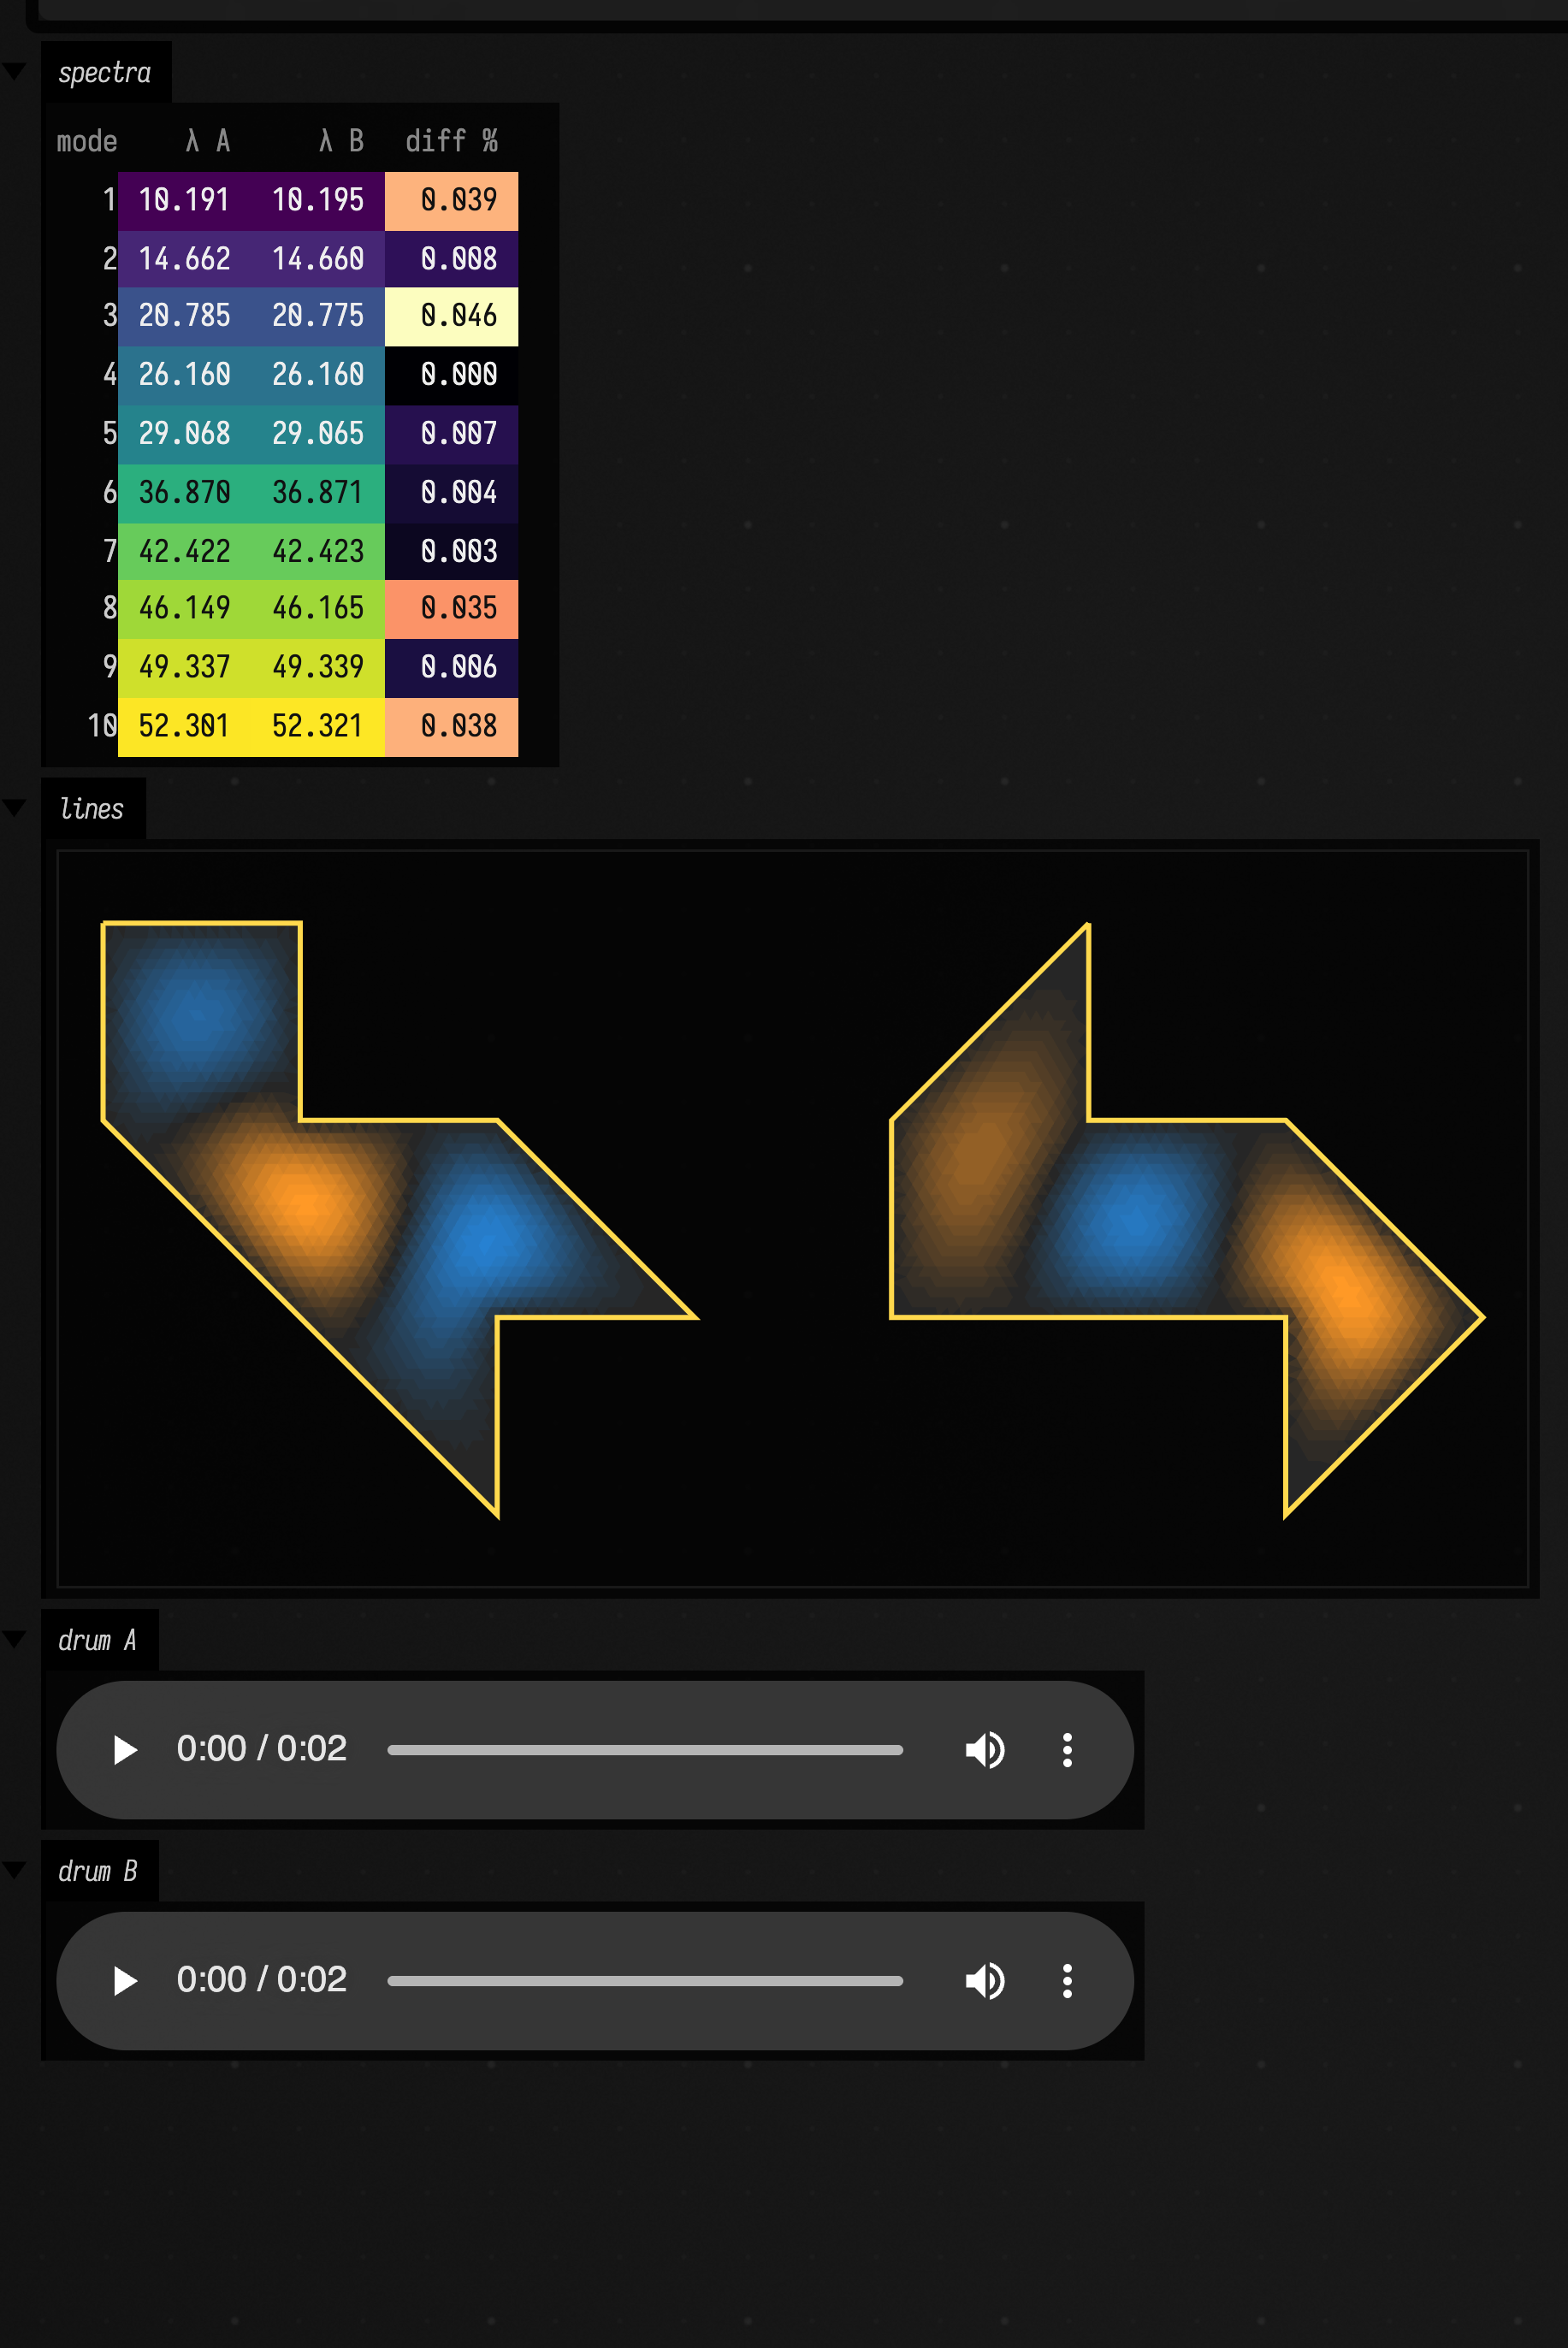 spectra
mode λ A λ B diff %
1 10.191 10.195 0.039
2 14.662 14.660 0.008
3 20.785 20.775 0.046
4 26.160 26.160 0.000
5 29.068 29.065 0.007
6 36.870 36.871 0.004
7 42.422 42.423 0.003
8 46.149 46.165 0.035
9 49.337 49.339 0.006
10 52.301 52.321 0.038
lines
drum A
0:00 / 0:02
drum B
0:00 / 0:02